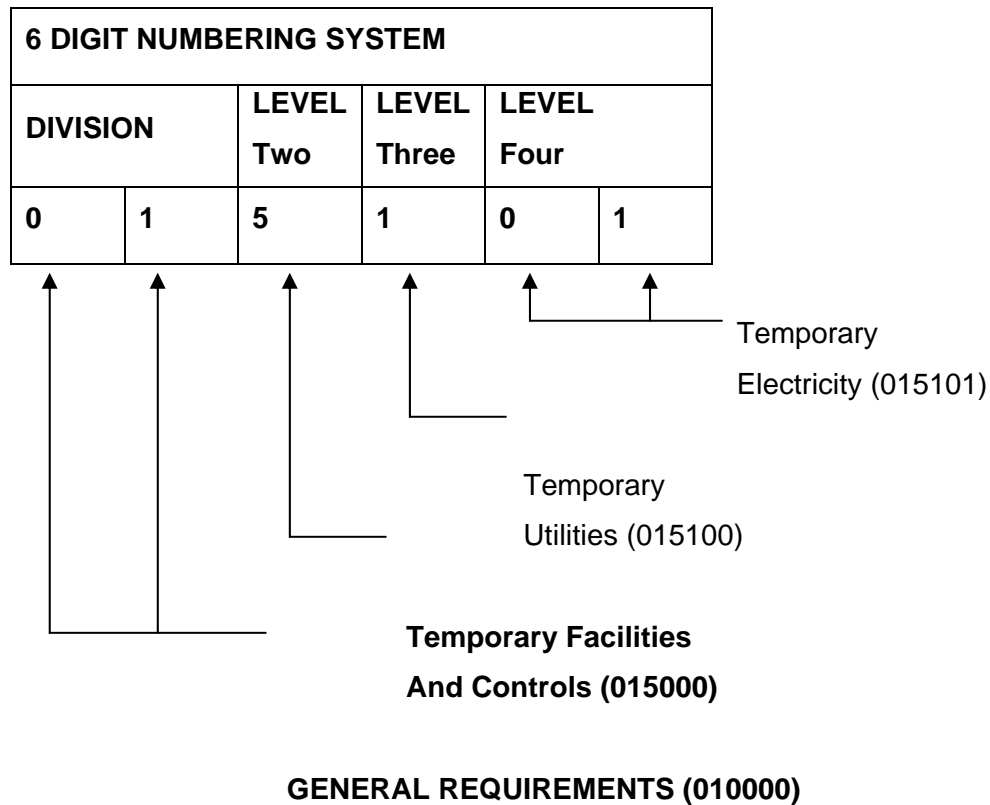 6 DIGIT NUMBERING SYSTEM
DIVISION
LEVEL Two
LEVEL Three
LEVEL Four
0 1 5 1 0 1
Temporary
Electricity (015101)
Temporary
Utilities (015100)
Temporary Facilities
And Controls (015000)
GENERAL REQUIREMENTS (010000)